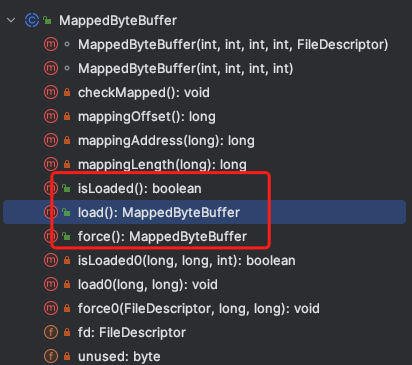 MappedByteBuffer
MappedByteBuffer(int, int, int, int, FileDescriptor)
MappedByteBuffer(int, int, int, int)
checkMapped(): void
mappingOffset(): long
mappingAddress(long): long
mappingLength(long): long
isLoaded(): boolean
load(): MappedByteBuffer
force(): MappedByteBuffer
isLoaded0(long, long, int): boolean
load0(long, long): void
force0(FileDescriptor, long, long): void
fd: FileDescriptor
unused: byte